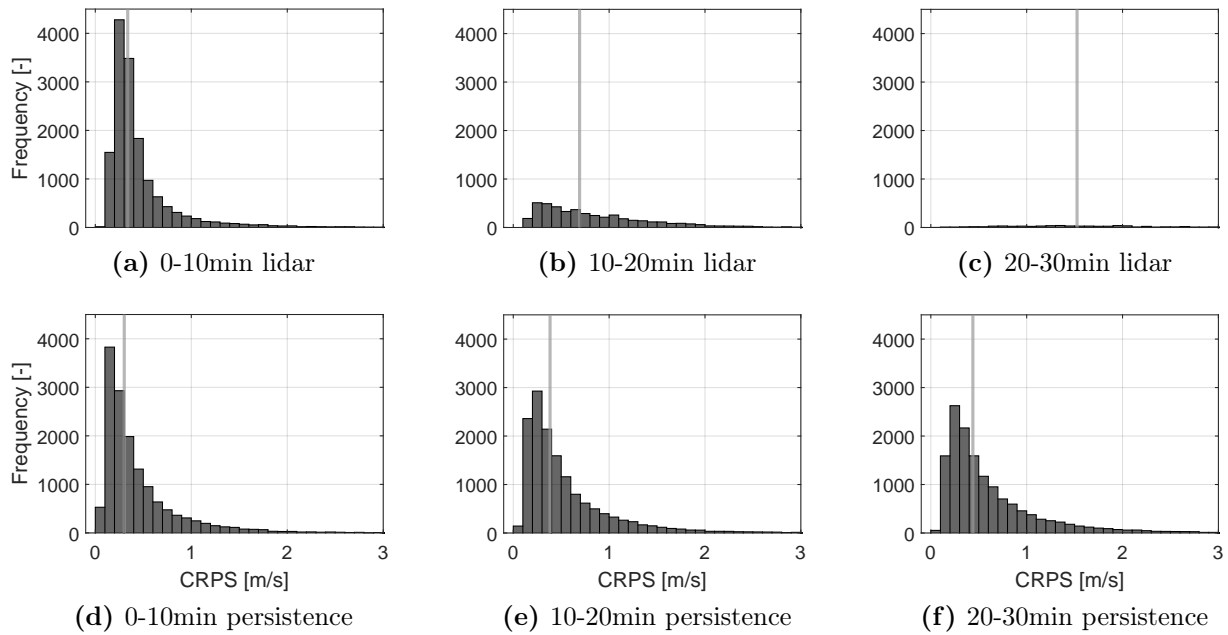 4000
3000
2000
1000
0
Frequency [-]
(a) 0-10min lidar
4000
3000
2000
1000
0
(b) 10-20min lidar
4000
3000
2000
1000
0
(c) 20-30min lidar
4000
3000
2000
1000
0
Frequency [-]
0 1 2 3
CRPS [m/s]
(d) 0-10min persistence
4000
3000
2000
1000
0
0 1 2 3
CRPS [m/s]
(e) 10-20min persistence
4000
3000
2000
1000
0
0 1 2 3
CRPS [m/s]
(f) 20-30min persistence